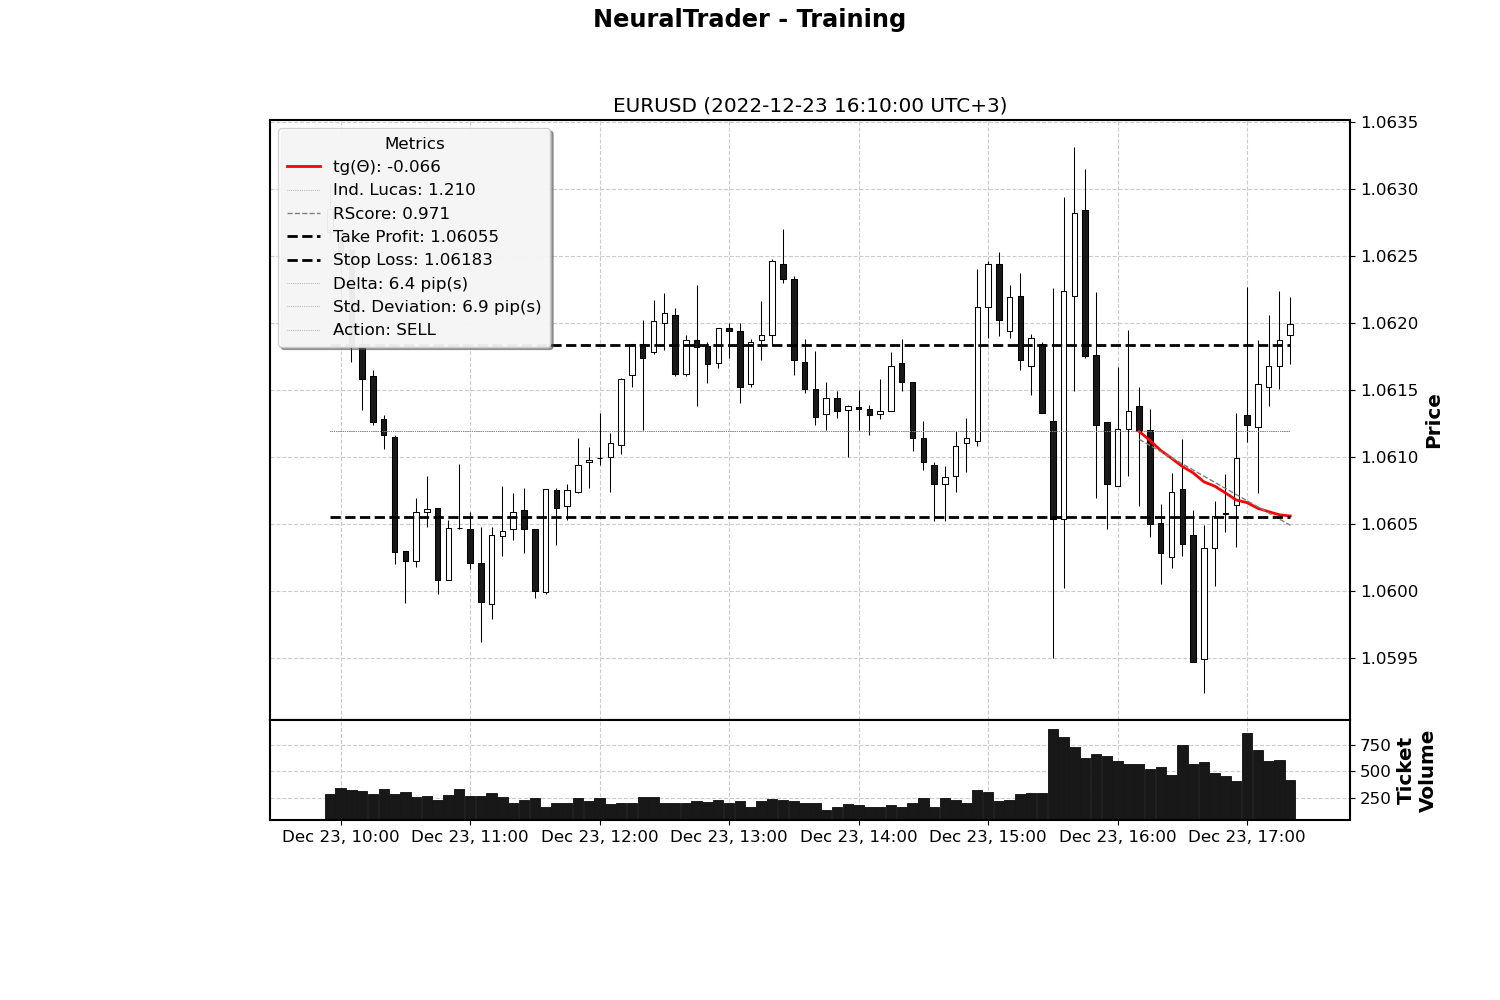 NeuralTrader - Training
EURUSD (2022-12-23 16:10:00 UTC+3)
Metrics
tg(Θ): -0.066
Ind. Lucas: 1.210
RScore: 0.971
Take Profit: 1.06055
Stop Loss: 1.06183
Delta: 6.4 pip(s)
Std. Deviation: 6.9 pip(s)
Action: SELL
1.0635
1.0630
1.0625
1.0620
1.0615
1.0610
1.0605
1.0600
1.0595
Price
750
500
250
Ticket
Volume
Dec 23, 10:00 Dec 23, 11:00 Dec 23, 12:00 Dec 23, 13:00 Dec 23, 14:00 Dec 23, 15:00 Dec 23, 16:00 Dec 23, 17:00